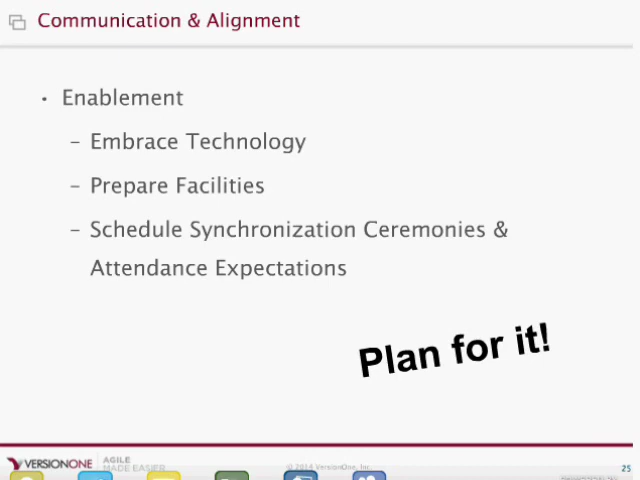 Communication & Alignment
• Enablement
– Embrace Technology
– Prepare Facilities
– Schedule Synchronization Ceremonies &
Attendance Expectations
Plan for it!
VERSIONONE
AGILE
MADE EASIER
© 2014 VersionOne, Inc.
25